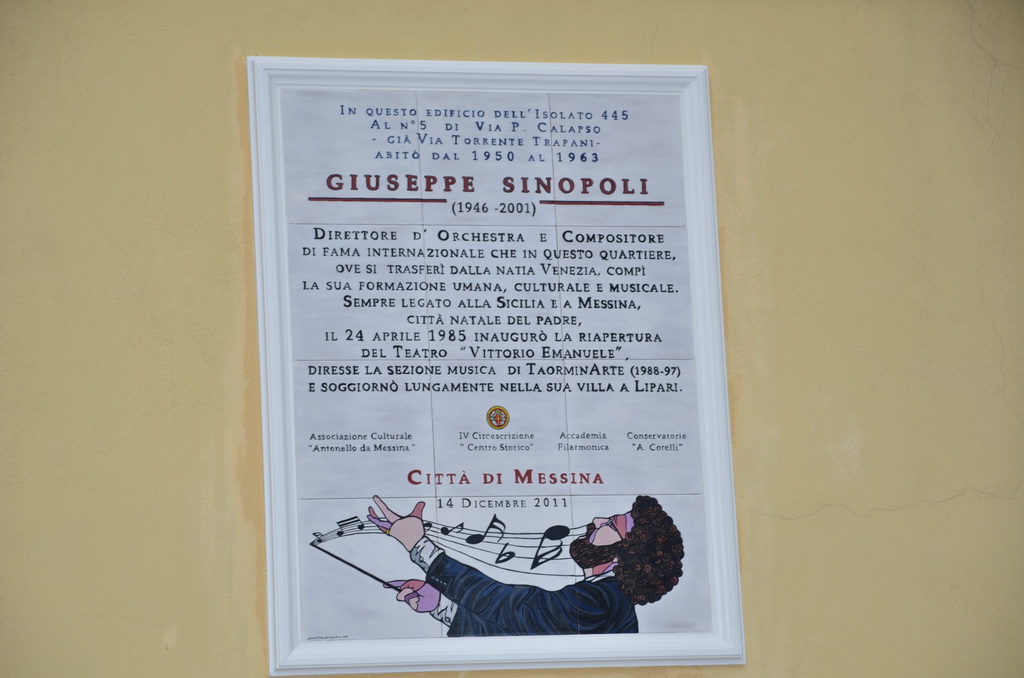 In questo edificio dell'Isolato 445
Al n°5 di Via P. Calapso
- già Via Torrente Trapani-
abitò dal 1950 al 1963
GIUSEPPE SINOPOLI
(1946 -2001)
Direttore d' Orchestra e Compositore
di fama internazionale che in questo quartiere,
ove si trasferì dalla natia Venezia, compì
la sua formazione umana, culturale e musicale.
Sempre legato alla Sicilia e a Messina,
città natale del padre,
il 24 aprile 1985 inaugurò la riapertura
del Teatro "Vittorio Emanuele",
diresse la sezione musica di TaorminArte (1988-97)
e soggiornò lungamente nella sua villa a Lipari.
Associazione Culturale IV Circoscrizione Accademia Conservatorio
"Antonello da Messina" "Centro Storico" Filarmonica "A. Corelli"
Città di Messina
14 Dicembre 2011